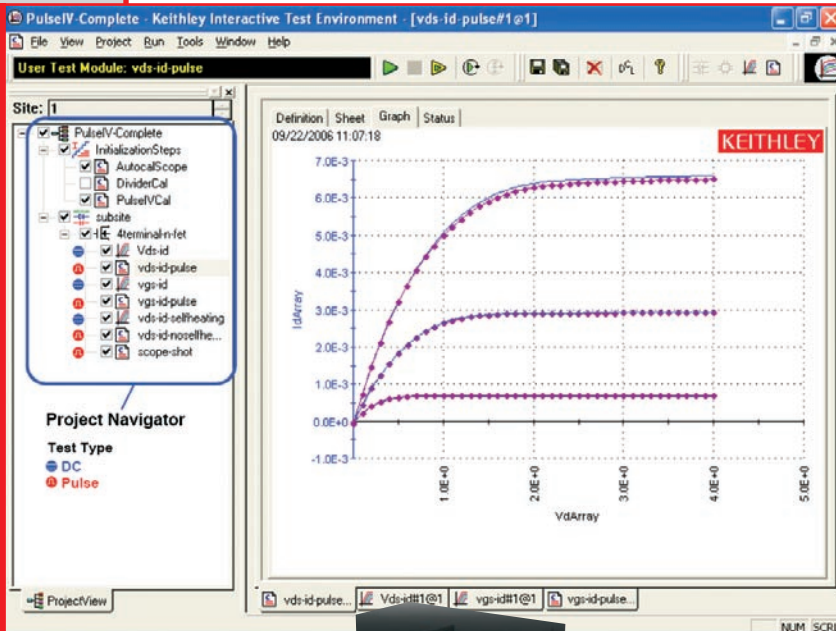 PulseIV-Complete - Keithley Interactive Test Environment - [vds-id-pulse#1@1]
File View Project Run Tools Window Help
User Test Module: vds-id-pulse
Site: 1
PulseIV-Complete
InitializationSteps
AutocalScope
DividerCal
PulseIVCal
subsite
4terminal-n-fet
Vds-id
vds-id-pulse
vgs-id
vgs-id-pulse
vds-id-selfheating
vds-id-noselfhe...
scope-shot
Project Navigator
Test Type
DC
Pulse
ProjectView
Definition Sheet Graph Status
09/22/2006 11:07:18
KEITHLEY
7.0E-3
6.0E-3
5.0E-3
4.0E-3
3.0E-3
2.0E-3
1.0E-3
0.0E+0
-1.0E-3
IdArray
1.0E+0
2.0E+0
3.0E+0
4.0E+0
5.0E+0
VdArray
vds-id-pulse... Vds-id#1@1 vgs-id#1@1 vgs-id-pulse...
NUM SCRL